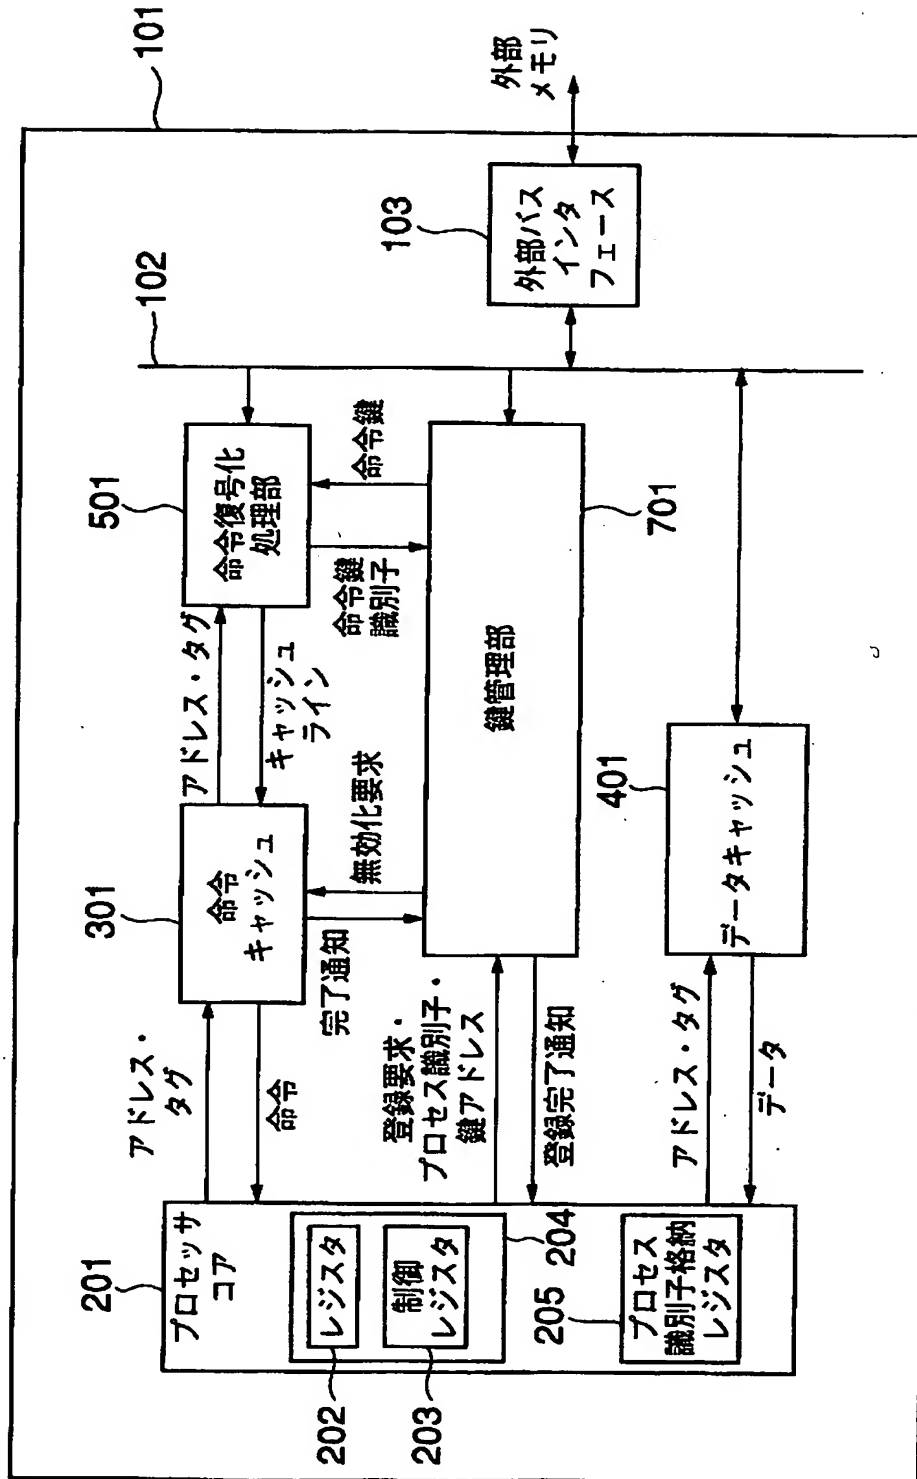 101
102
外部
メモリ
103
外部バス
インタ
フェース
501
命令復号化
処理部
命令鍵
命令鍵
識別子
アドレス・タグ
キャッシュ
ライン
301
命令
キャッシュ
無効化要求
完了通知
鍵管理部
701
401
データキャッシュ
アドレス・
タグ
命令
登録要求・
プロセス識別子・
鍵アドレス
登録完了通知
アドレス・タグ
データ
201
プロセッサ
コア
レジスタ
202
制御
レジスタ
203
204
205
プロセス
識別子格納
レジスタ